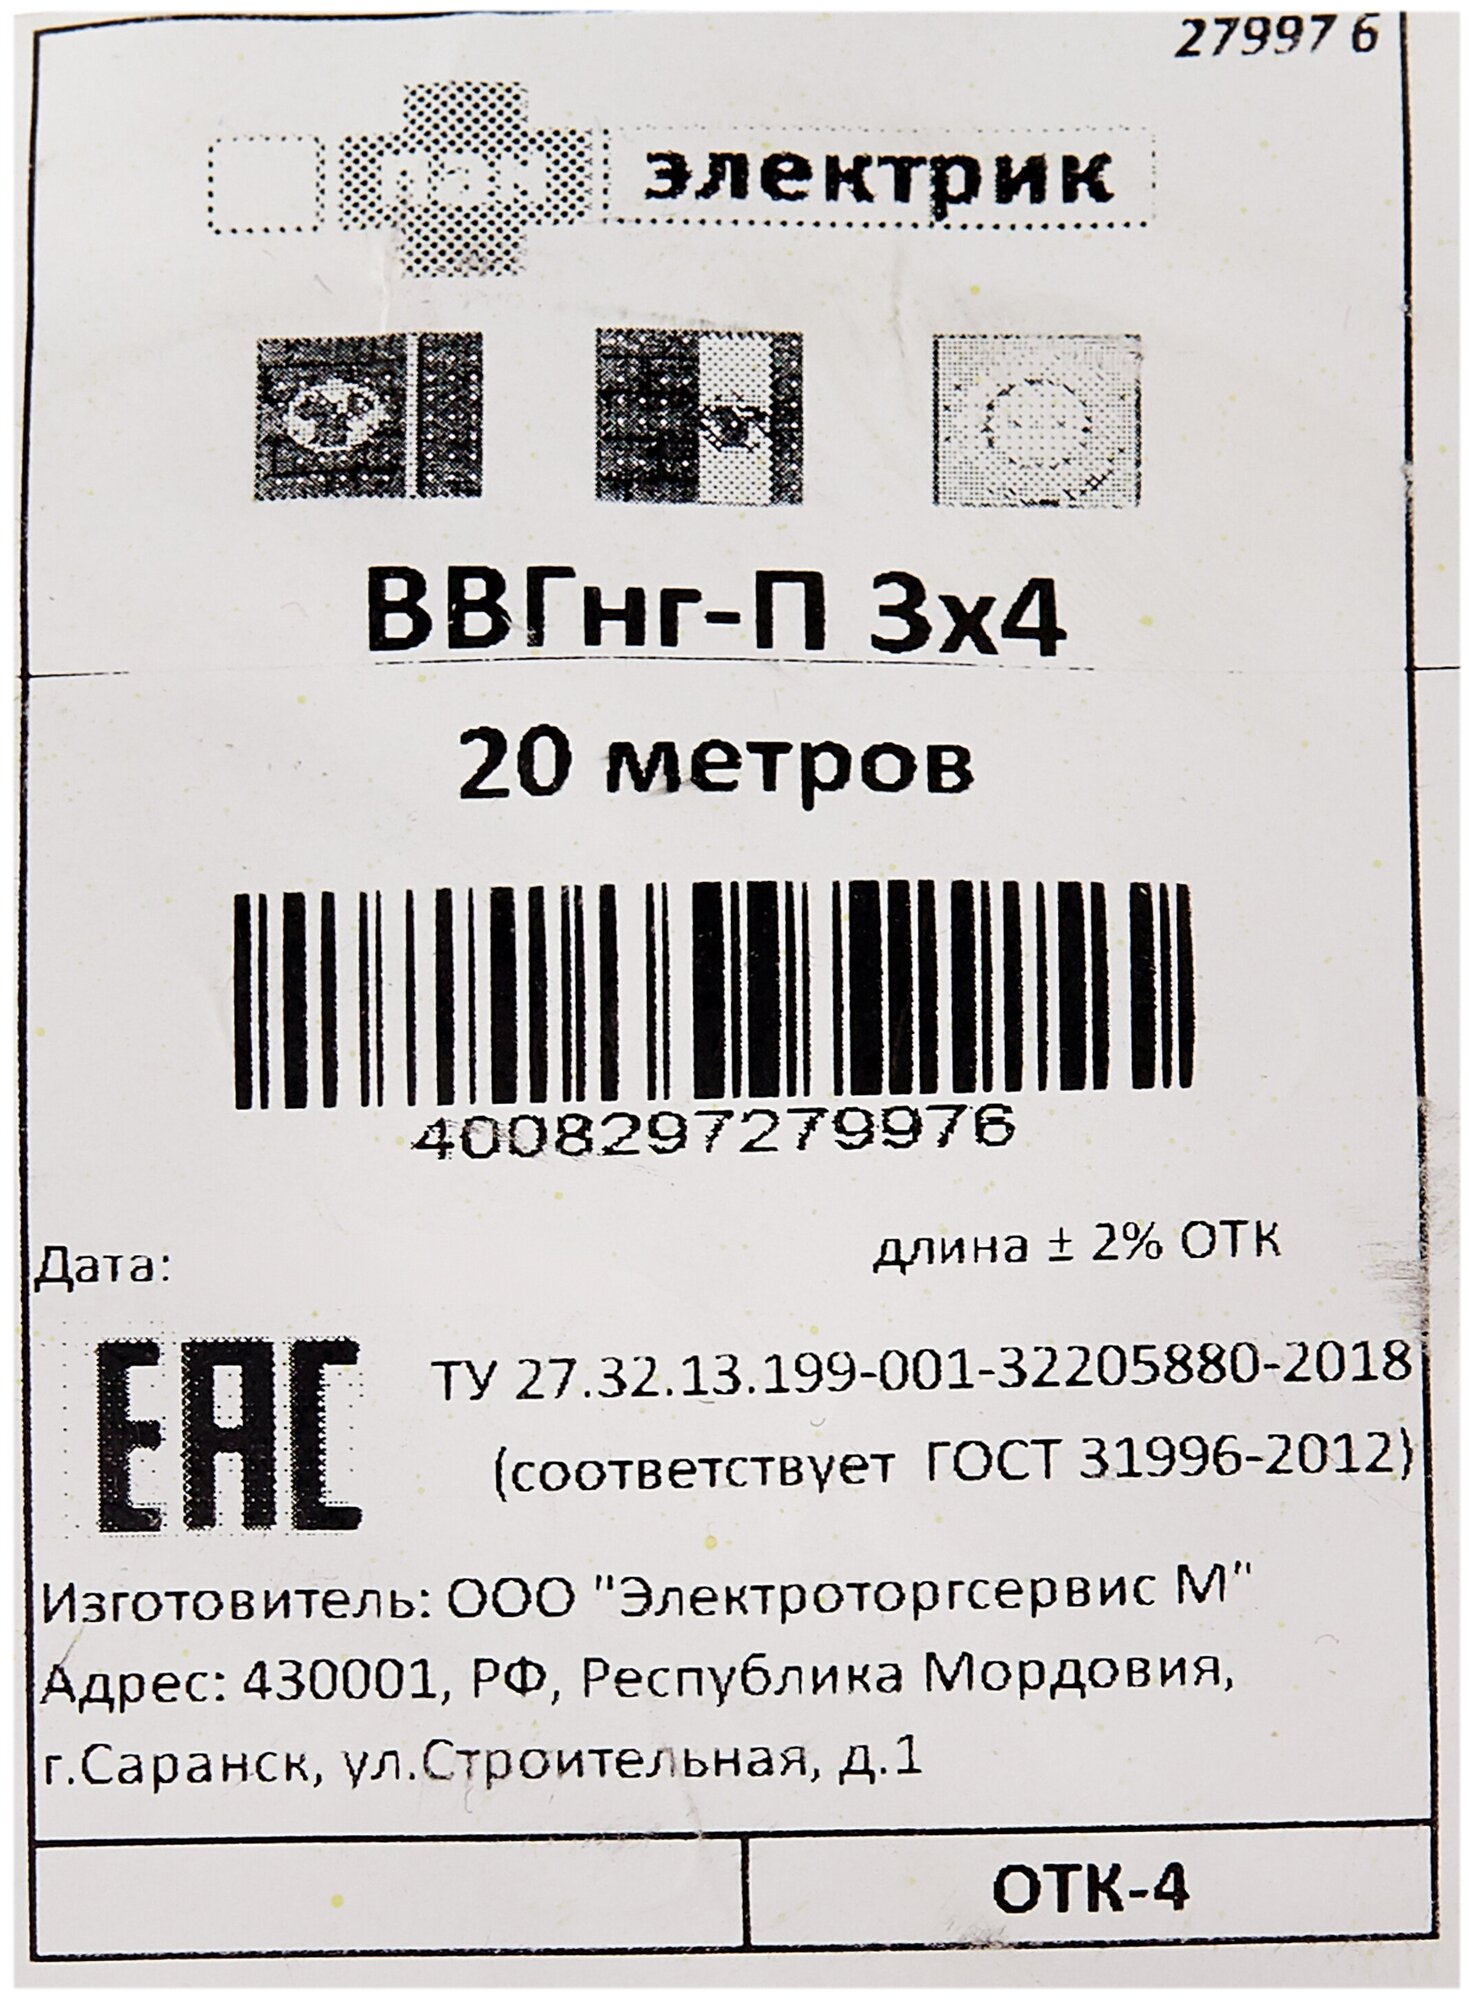 27997 6
электрик
ВВГнг-П 3х4
20 метров
4008297279976
Дата:
длина ± 2% ОТК
ЕАС
ТУ 27.32.13.199-001-32205880-2018
(соответствует ГОСТ 31996-2012)
Изготовитель: ООО "Электроторгсервис М"
Адрес: 430001, РФ, Республика Мордовия,
г.Саранск, ул.Строительная, д.1
ОТК-4